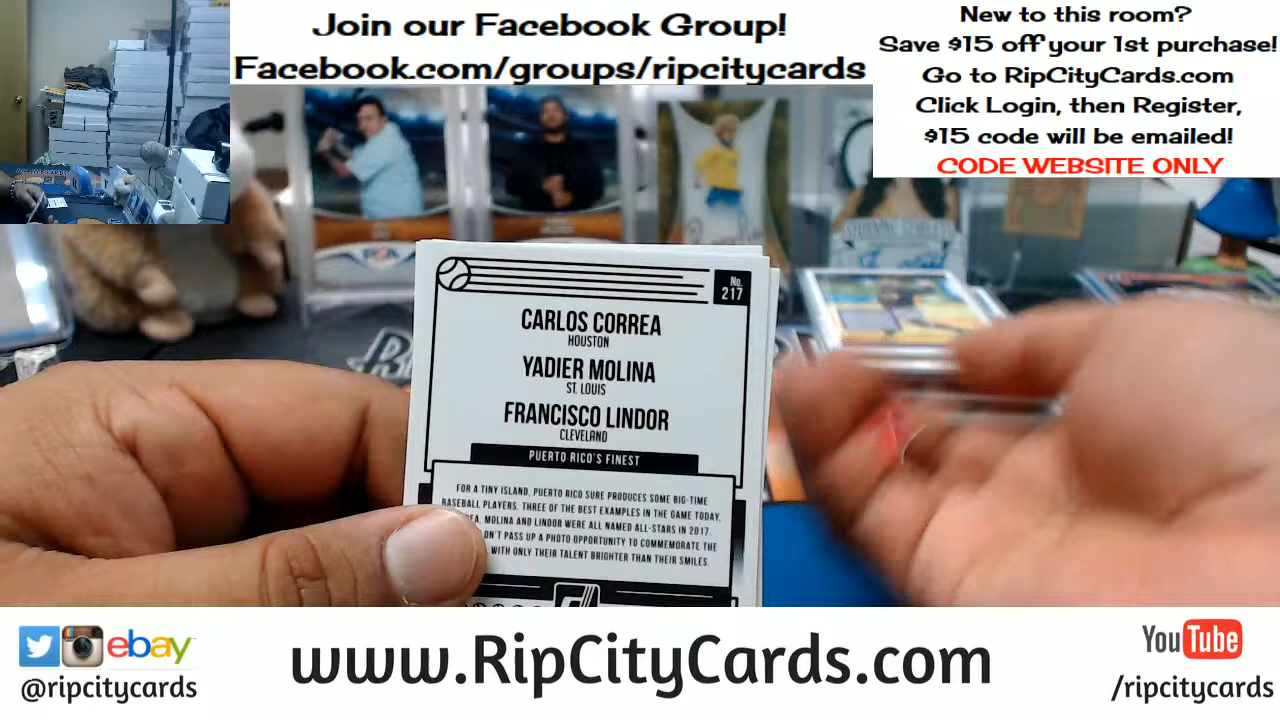 Join our Facebook Group!
Facebook.com/groups/ripcitycards
New to this room?
Save $15 off your 1st purchase!
Go to RipCityCards.com
Click Login, then Register,
$15 code will be emailed!
CODE WEBSITE ONLY
PSA
No.
217
CARLOS CORREA
HOUSTON
YADIER MOLINA
ST. LOUIS
FRANCISCO LINDOR
CLEVELAND
PUERTO RICO'S FINEST
FOR A TINY ISLAND, PUERTO RICO SURE PRODUCES SOME BIG-TIME
BASEBALL PLAYERS. THREE OF THE BEST EXAMPLES IN THE GAME TODAY,
MOLINA AND LINDOR WERE ALL NAMED ALL-STARS IN 2017.
PASS UP A PHOTO OPPORTUNITY TO COMMEMORATE THE
WITH ONLY THEIR TALENT BRIGHTER THAN THEIR SMILES.
ebay
@ripcitycards
www.RipCityCards.com
YouTube
/ripcitycards